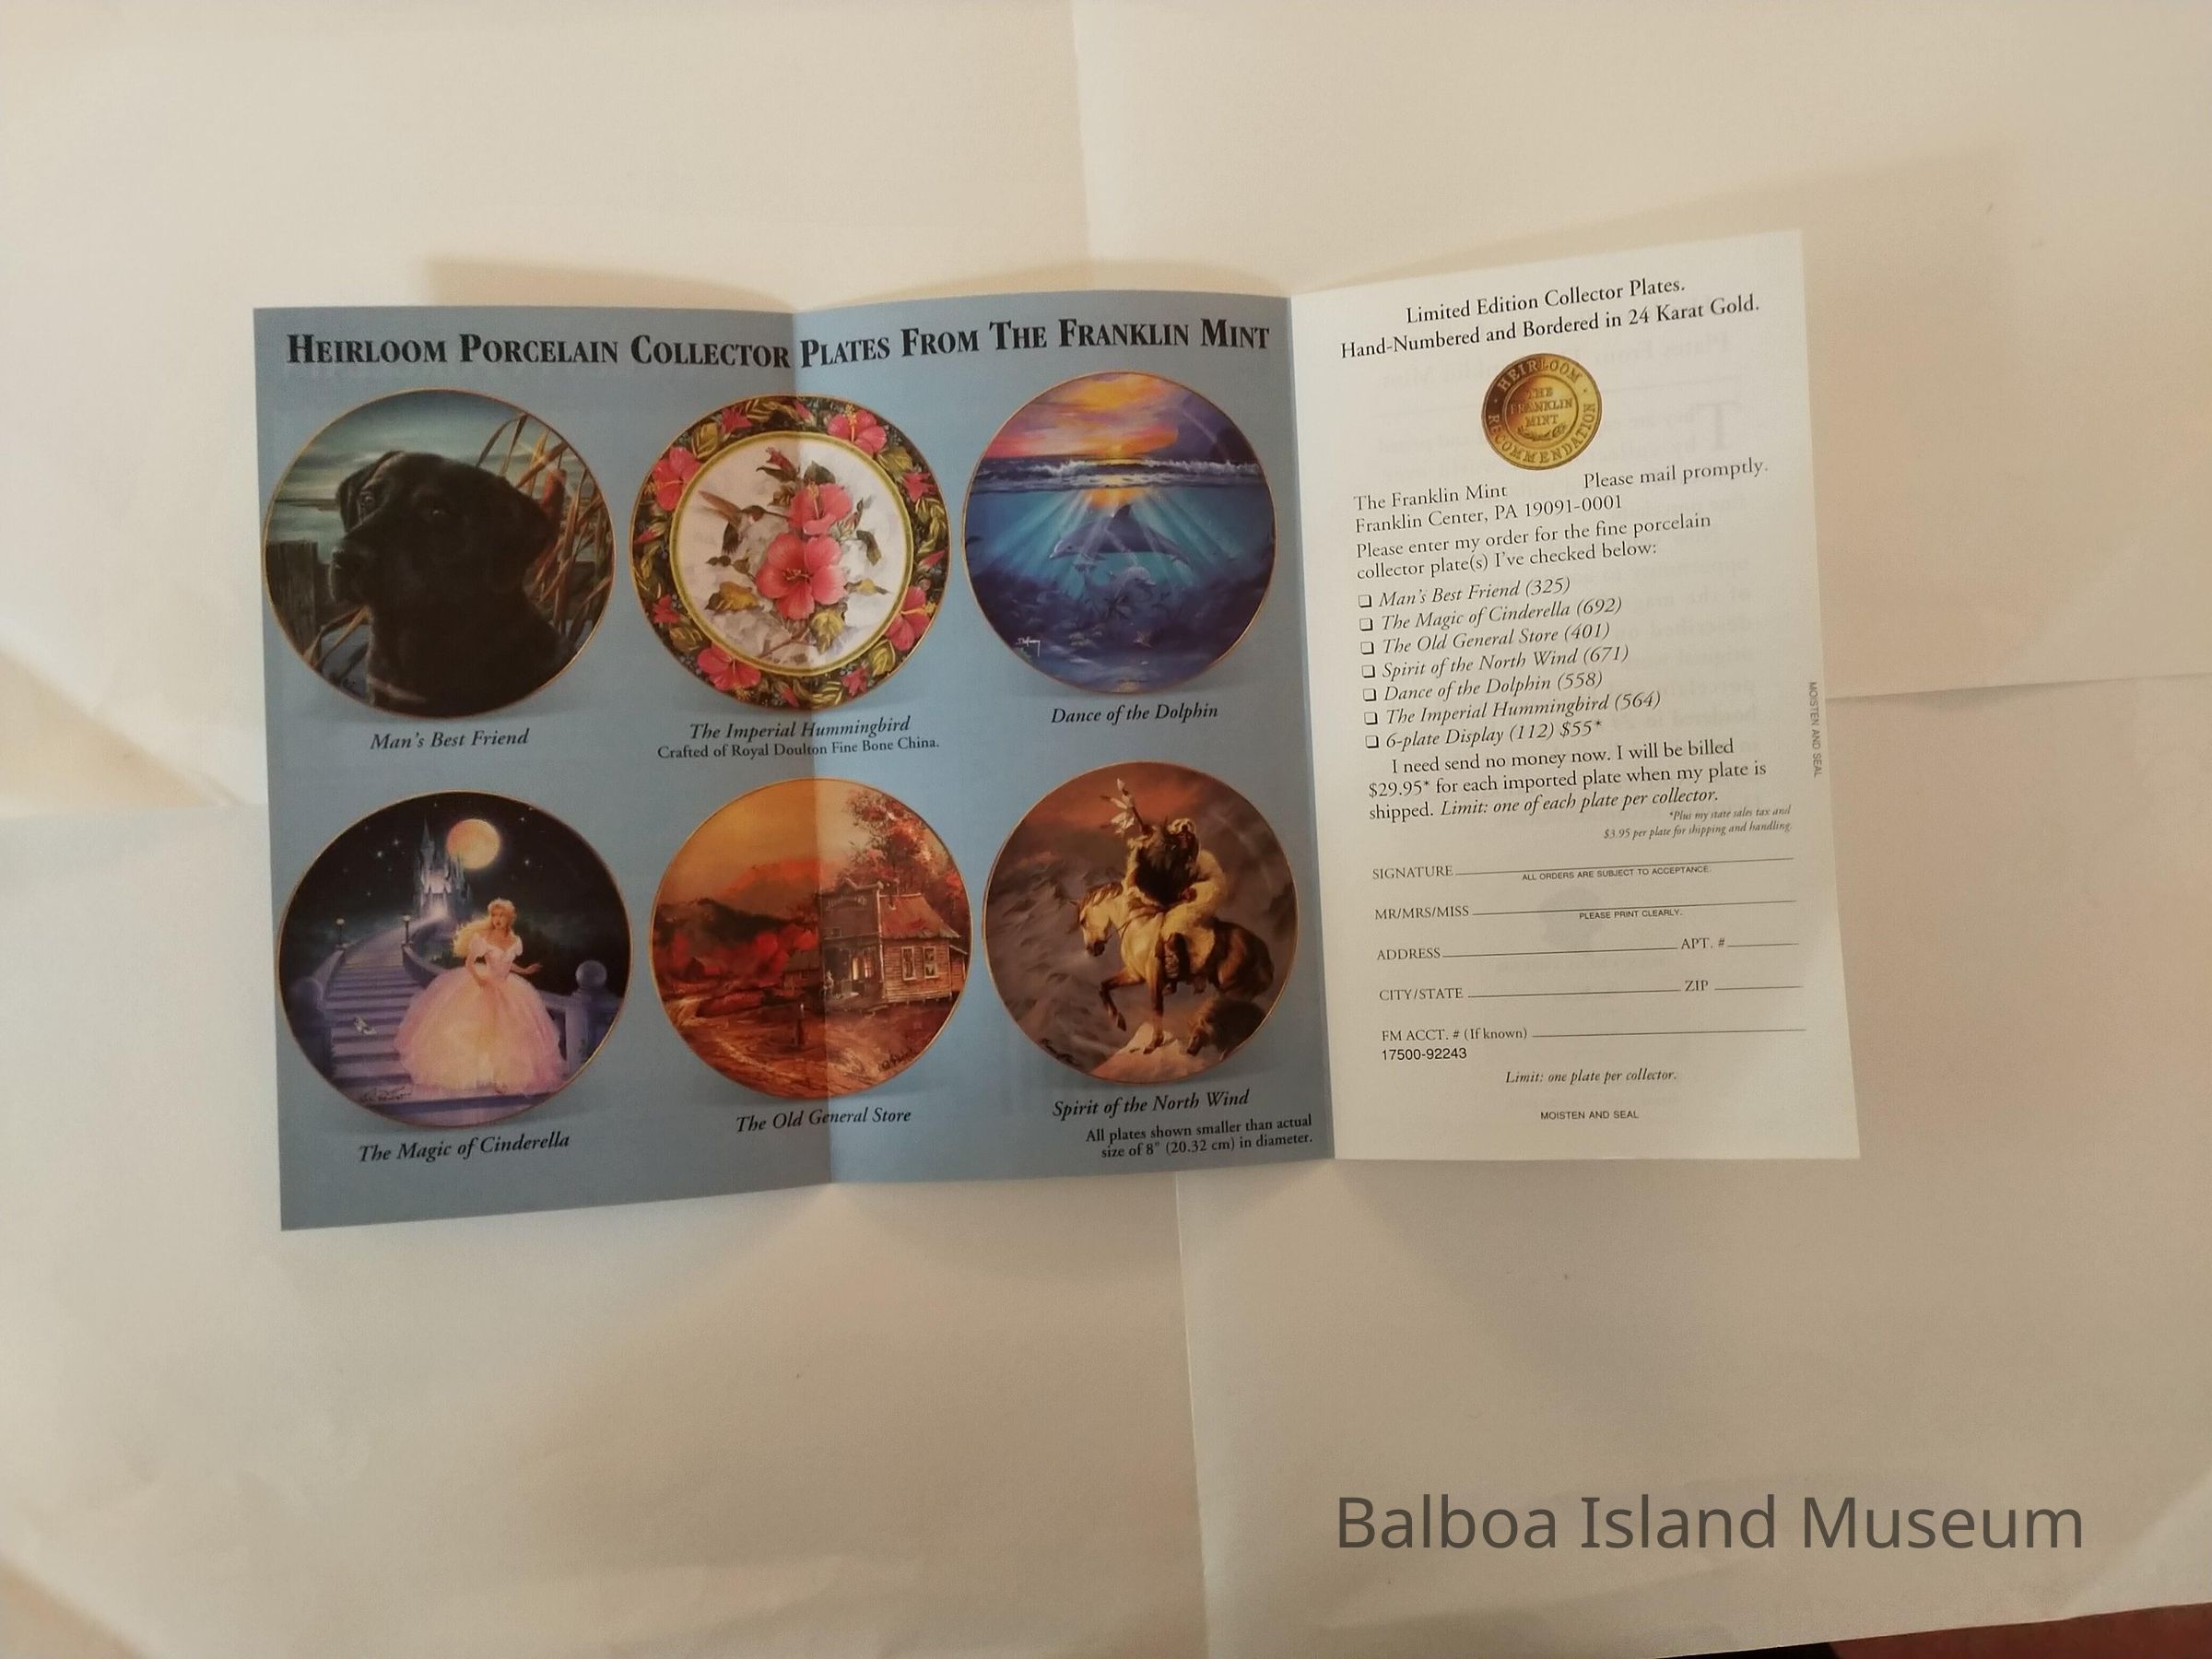 HEIRLOOM PORCELAIN COLLECTOR PLATES FROM THE FRANKLIN MINT
Man's Best Friend
The Imperial Hummingbird
Crafted of Royal Doulton Fine Bone China.
Dance of the Dolphin
The Magic of Cinderella
The Old General Store
Spirit of the North Wind
All plates shown smaller than actual
size of 8" (20.32 cm) in diameter.
Limited Edition Collector Plates.
Hand-Numbered and Bordered in 24 Karat Gold.
HEIRLOOM
THE
FRANKLIN
MINT
RECOMMENDATION
Please mail promptly.
The Franklin Mint
Franklin Center, PA 19091-0001
Please enter my order for the fine porcelain
collector plate(s) I've checked below:
❏ Man's Best Friend (325)
❏ The Magic of Cinderella (692)
❏ The Old General Store (401)
❏ Spirit of the North Wind (671)
❏ Dance of the Dolphin (558)
❏ The Imperial Hummingbird (564)
❏ 6-plate Display (112) $55*
I need send no money now. I will be billed
$29.95* for each imported plate when my plate is
shipped. Limit: one of each plate per collector.
*Plus my state sales tax and
$3.95 per plate for shipping and handling.
SIGNATURE
ALL ORDERS ARE SUBJECT TO ACCEPTANCE.
MR/MRS/MISS
PLEASE PRINT CLEARLY.
ADDRESS APT. #
CITY/STATE ZIP
FM ACCT. # (If known)
17500-92243
Limit: one plate per collector.
MOISTEN AND SEAL
MOISTEN AND SEAL
Balboa Island Museum